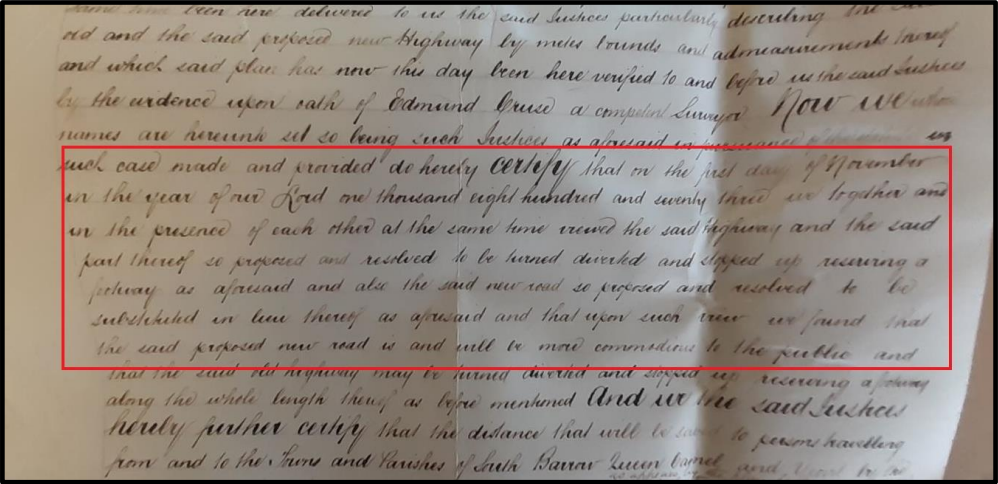 same have been here delivered to us the said Justices particularly describing the said
old and the said proposed new Highway by metes bounds and admeasurements thereof
and which said plan has now this day been here verified to and before us the said Justices
by the evidence upon oath of Edmund Cruse a competent Surveyor Now we whose
names are hereunto set so being such Justices as aforesaid in pursuance of in
such case made and provided do hereby certify that on the first day of November
in the year of our Lord one thousand eight hundred and twenty three we together and
in the presence of each other at the same time viewed the said Highway and the said
part thereof so proposed and resolved to be turned diverted and stopped up reserving a
footway as aforesaid and also the said new road so proposed and resolved to be
substituted in lieu thereof as aforesaid and that upon such view we found that
the said proposed new road is and will be more commodious to the public and
that the said old highway may be turned diverted and stopped up reserving a footway
along the whole length thereof as before mentioned And we the said Justices
hereby further certify that the distance that will be saved to persons travelling
from and to the Towns and Parishes of South Barrow Queen Camel and